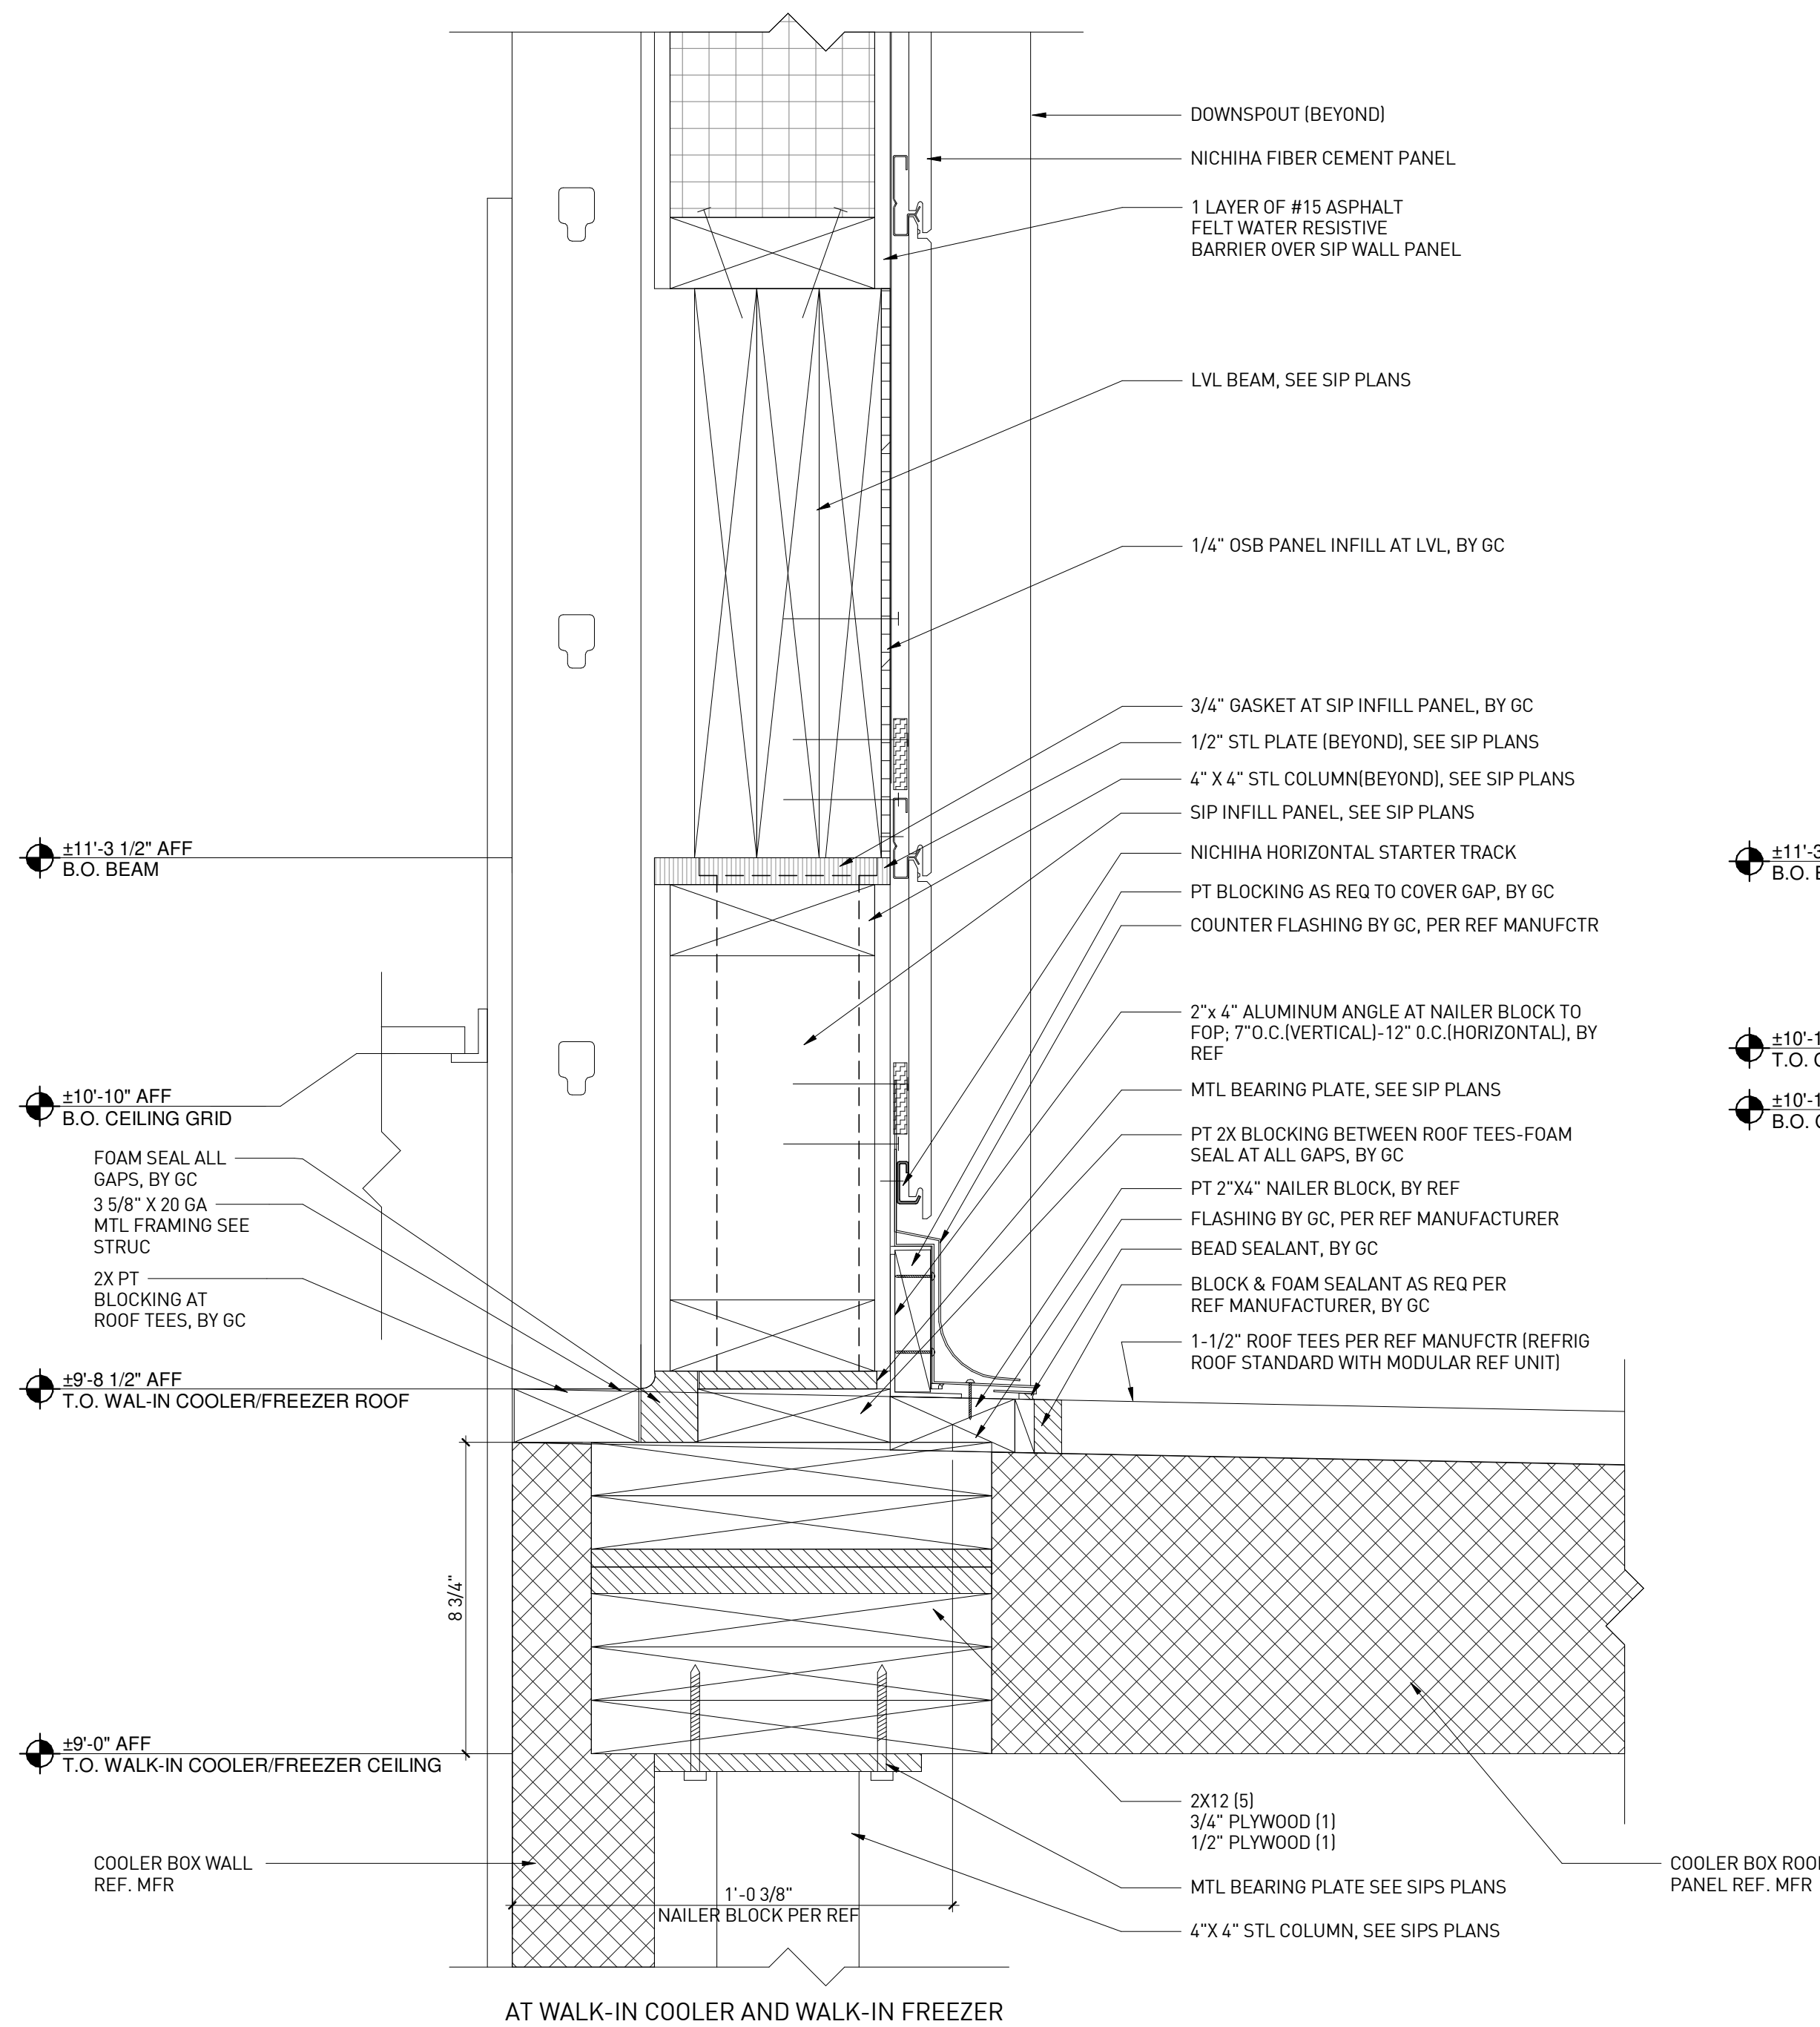 DOWNSPOUT (BEYOND)
NICHIHA FIBER CEMENT PANEL
1 LAYER OF #15 ASPHALT
FELT WATER RESISTIVE
BARRIER OVER SIP WALL PANEL
LVL BEAM, SEE SIP PLANS
1/4" OSB PANEL INFILL AT LVL, BY GC
3/4" GASKET AT SIP INFILL PANEL, BY GC
1/2" STL PLATE (BEYOND), SEE SIP PLANS
4" X 4" STL COLUMN(BEYOND), SEE SIP PLANS
SIP INFILL PANEL, SEE SIP PLANS
NICHIHA HORIZONTAL STARTER TRACK
PT BLOCKING AS REQ TO COVER GAP, BY GC
COUNTER FLASHING BY GC, PER REF MANUFCTR
2"x 4" ALUMINUM ANGLE AT NAILER BLOCK TO
FOP; 7"O.C.(VERTICAL)-12" O.C.(HORIZONTAL), BY
REF
MTL BEARING PLATE, SEE SIP PLANS
PT 2X BLOCKING BETWEEN ROOF TEES-FOAM
SEAL AT ALL GAPS, BY GC
PT 2"X4" NAILER BLOCK, BY REF
FLASHING BY GC, PER REF MANUFACTURER
BEAD SEALANT, BY GC
BLOCK & FOAM SEALANT AS REQ PER
REF MANUFACTURER, BY GC
1-1/2" ROOF TEES PER REF MANUFCTR (REFRIG
ROOF STANDARD WITH MODULAR REF UNIT)
±11'-3 1/2" AFF
B.O. BEAM
±10'-10" AFF
B.O. CEILING GRID
FOAM SEAL ALL
GAPS, BY GC
3 5/8" X 20 GA
MTL FRAMING SEE
STRUC
2X PT
BLOCKING AT
ROOF TEES, BY GC
±9'-8 1/2" AFF
T.O. WAL-IN COOLER/FREEZER ROOF
8 3/4"
±9'-0" AFF
T.O. WALK-IN COOLER/FREEZER CEILING
COOLER BOX WALL
REF. MFR
1'-0 3/8"
NAILER BLOCK PER REF
2X12 (5)
3/4" PLYWOOD (1)
1/2" PLYWOOD (1)
MTL BEARING PLATE SEE SIPS PLANS
4"X 4" STL COLUMN, SEE SIPS PLANS
COOLER BOX ROO
PANEL REF. MFR
±11'-3
B.O.
±10'-1
T.O.
±10'-1
B.O.
AT WALK-IN COOLER AND WALK-IN FREEZER